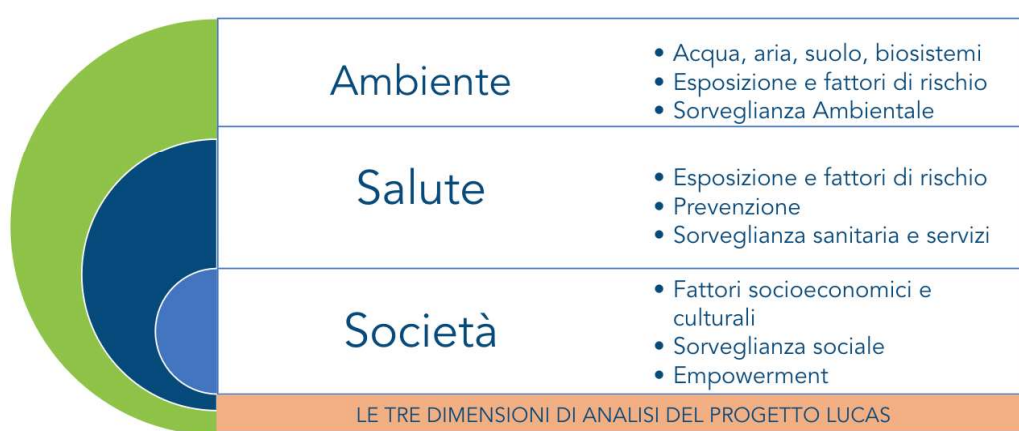 Ambiente
• Acqua, aria, suolo, biosistemi
• Esposizione e fattori di rischio
• Sorveglianza Ambientale
Salute
• Esposizione e fattori di rischio
• Prevenzione
• Sorveglianza sanitaria e servizi
Società
• Fattori socioeconomici e
culturali
• Sorveglianza sociale
• Empowerment
LE TRE DIMENSIONI DI ANALISI DEL PROGETTO LUCAS